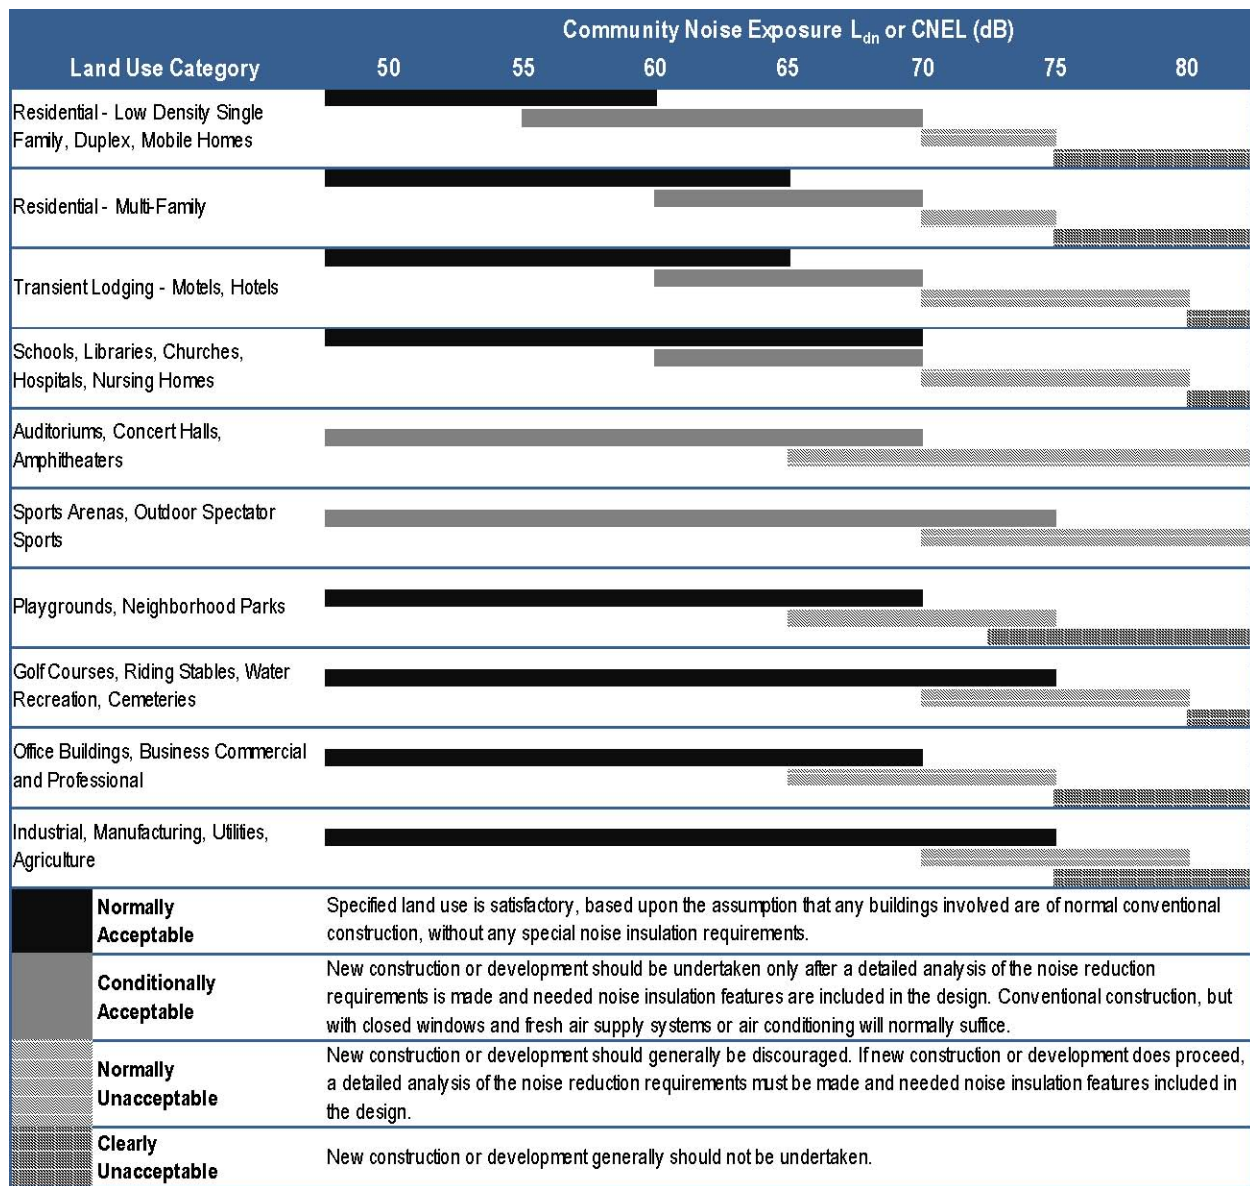 Community Noise Exposure Ldn or CNEL (dB)
Land Use Category 50 55 60 65 70 75 80
Residential - Low Density Single
Family, Duplex, Mobile Homes
Residential - Multi-Family
Transient Lodging - Motels, Hotels
Schools, Libraries, Churches,
Hospitals, Nursing Homes
Auditoriums, Concert Halls,
Amphitheaters
Sports Arenas, Outdoor Spectator
Sports
Playgrounds, Neighborhood Parks
Golf Courses, Riding Stables, Water
Recreation, Cemeteries
Office Buildings, Business Commercial
and Professional
Industrial, Manufacturing, Utilities,
Agriculture
Normally
Acceptable
Specified land use is satisfactory, based upon the assumption that any buildings involved are of normal conventional
construction, without any special noise insulation requirements.
Conditionally
Acceptable
New construction or development should be undertaken only after a detailed analysis of the noise reduction
requirements is made and needed noise insulation features are included in the design. Conventional construction, but
with closed windows and fresh air supply systems or air conditioning will normally suffice.
Normally
Unacceptable
New construction or development should generally be discouraged. If new construction or development does proceed,
a detailed analysis of the noise reduction requirements must be made and needed noise insulation features included in
the design.
Clearly
Unacceptable
New construction or development generally should not be undertaken.